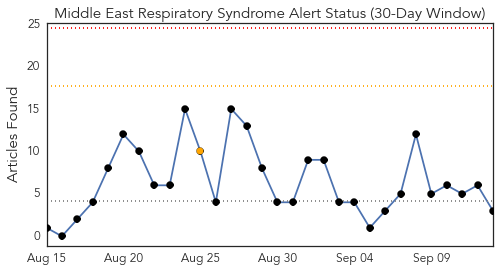 Middle East Respiratory Syndrome Alert Status (30-Day Window)
25
20
15
10
5
0
Articles Found
Aug 15 Aug 20 Aug 25 Aug 30 Sep 04 Sep 09